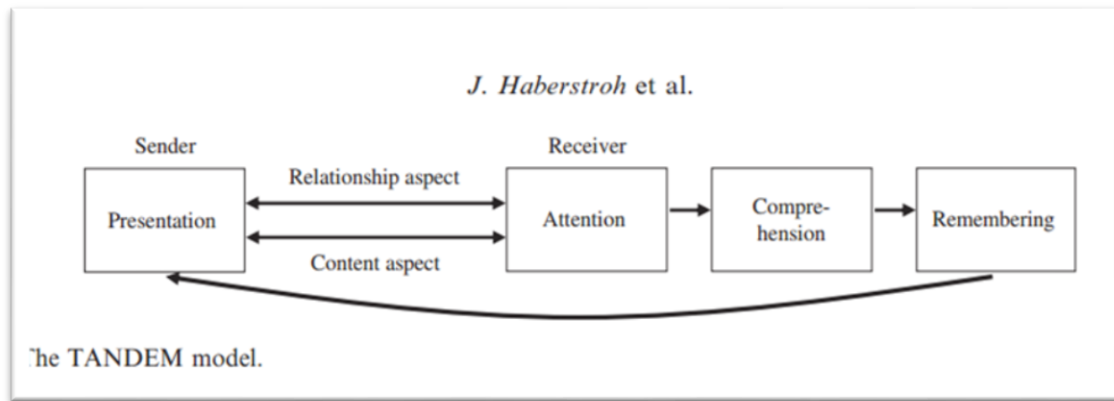 J. Haberstroh et al.
Sender
Receiver
Relationship aspect
Presentation
Attention
Compre-
hension
Remembering
Content aspect
he TANDEM model.